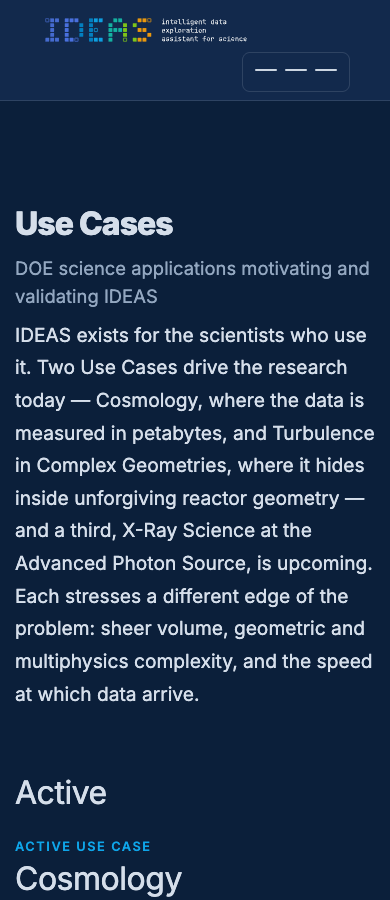 IDEAS
intelligent data
exploration
assistant for science
Use Cases
DOE science applications motivating and
validating IDEAS
IDEAS exists for the scientists who use
it. Two Use Cases drive the research
today — Cosmology, where the data is
measured in petabytes, and Turbulence
in Complex Geometries, where it hides
inside unforgiving reactor geometry —
and a third, X-Ray Science at the
Advanced Photon Source, is upcoming.
Each stresses a different edge of the
problem: sheer volume, geometric and
multiphysics complexity, and the speed
at which data arrive.
Active
ACTIVE USE CASE
Cosmology